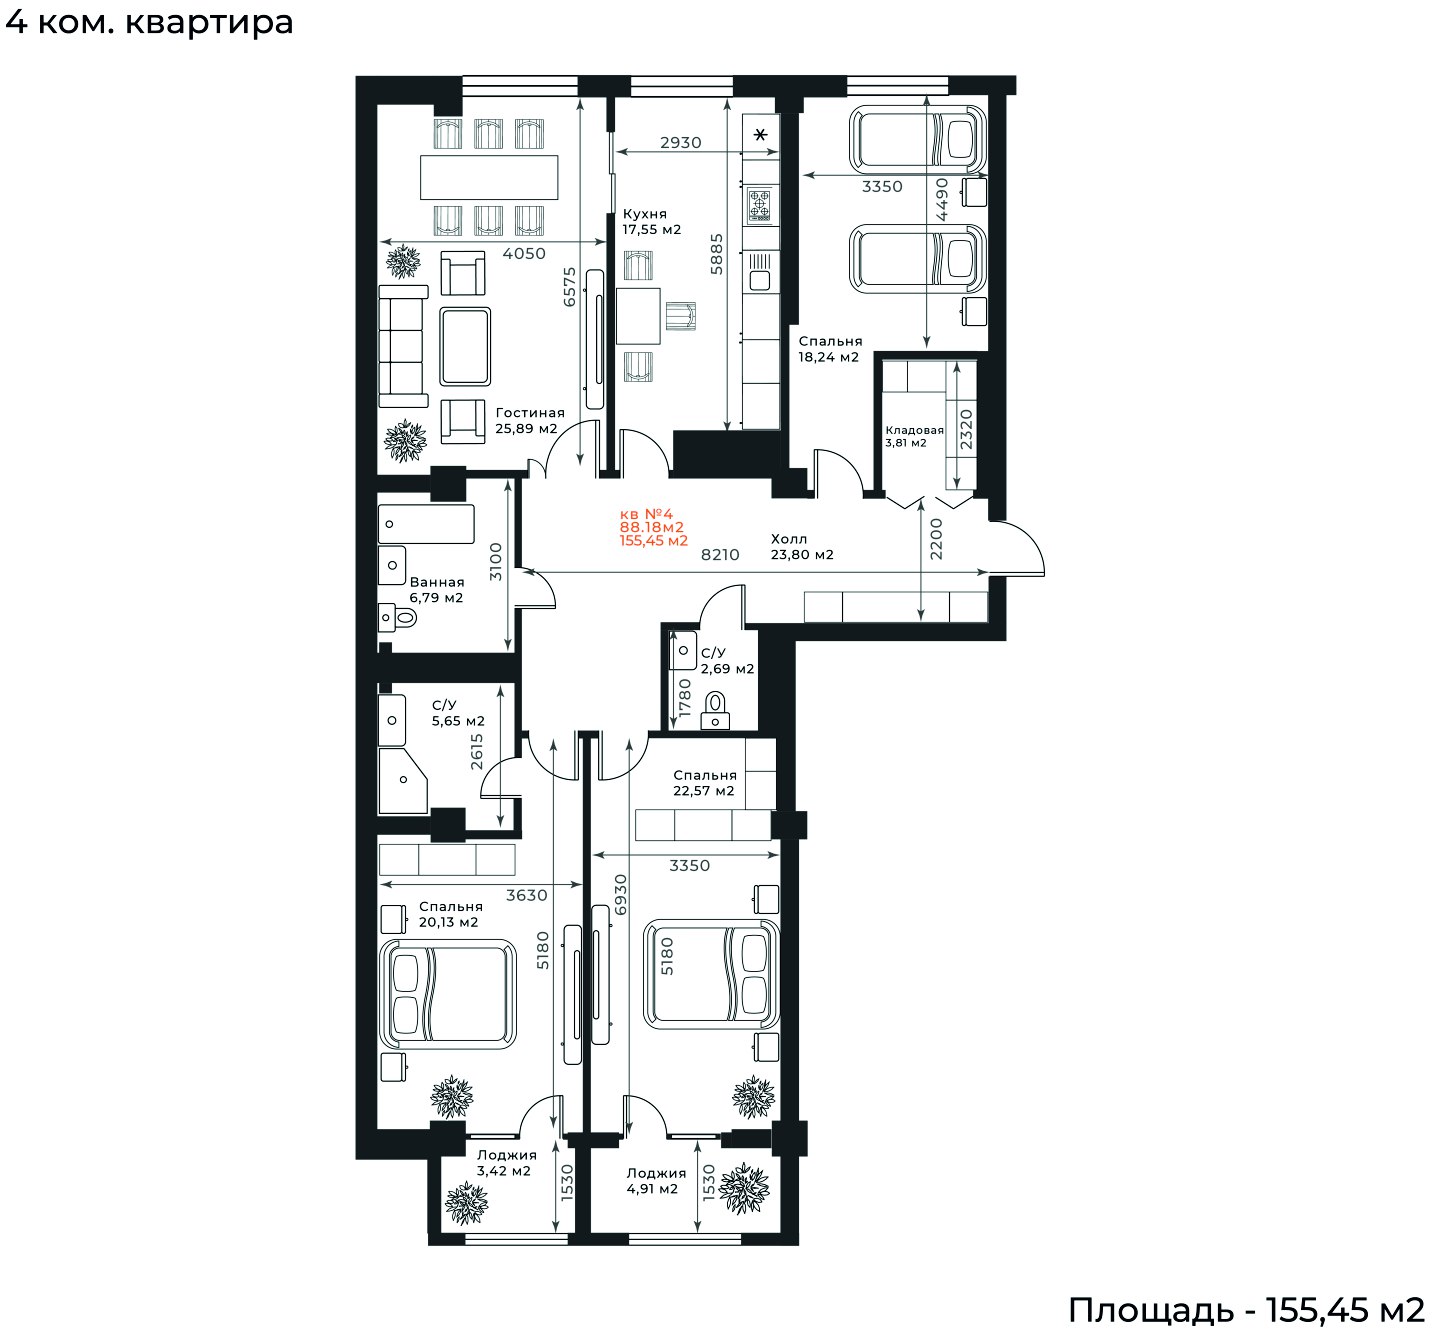 4 ком. квартира
2930
3350
4490
Кухня
17,55 м2
4050
5885
6575
Спальня
18,24 м2
Гостиная
25,89 м2
Кладовая
3,81 м2
2320
кв №4
88.18м2
155,45 м2
Холл
23,80 м2
8210
2200
3100
Ванная
6,79 м2
С/У
2,69 м2
1780
С/У
5,65 м2
2615
Спальня
22,57 м2
3350
3630
6930
Спальня
20,13 м2
5180
5180
Лоджия
3,42 м2
1530
Лоджия
4,91 м2
1530
Площадь - 155,45 м2